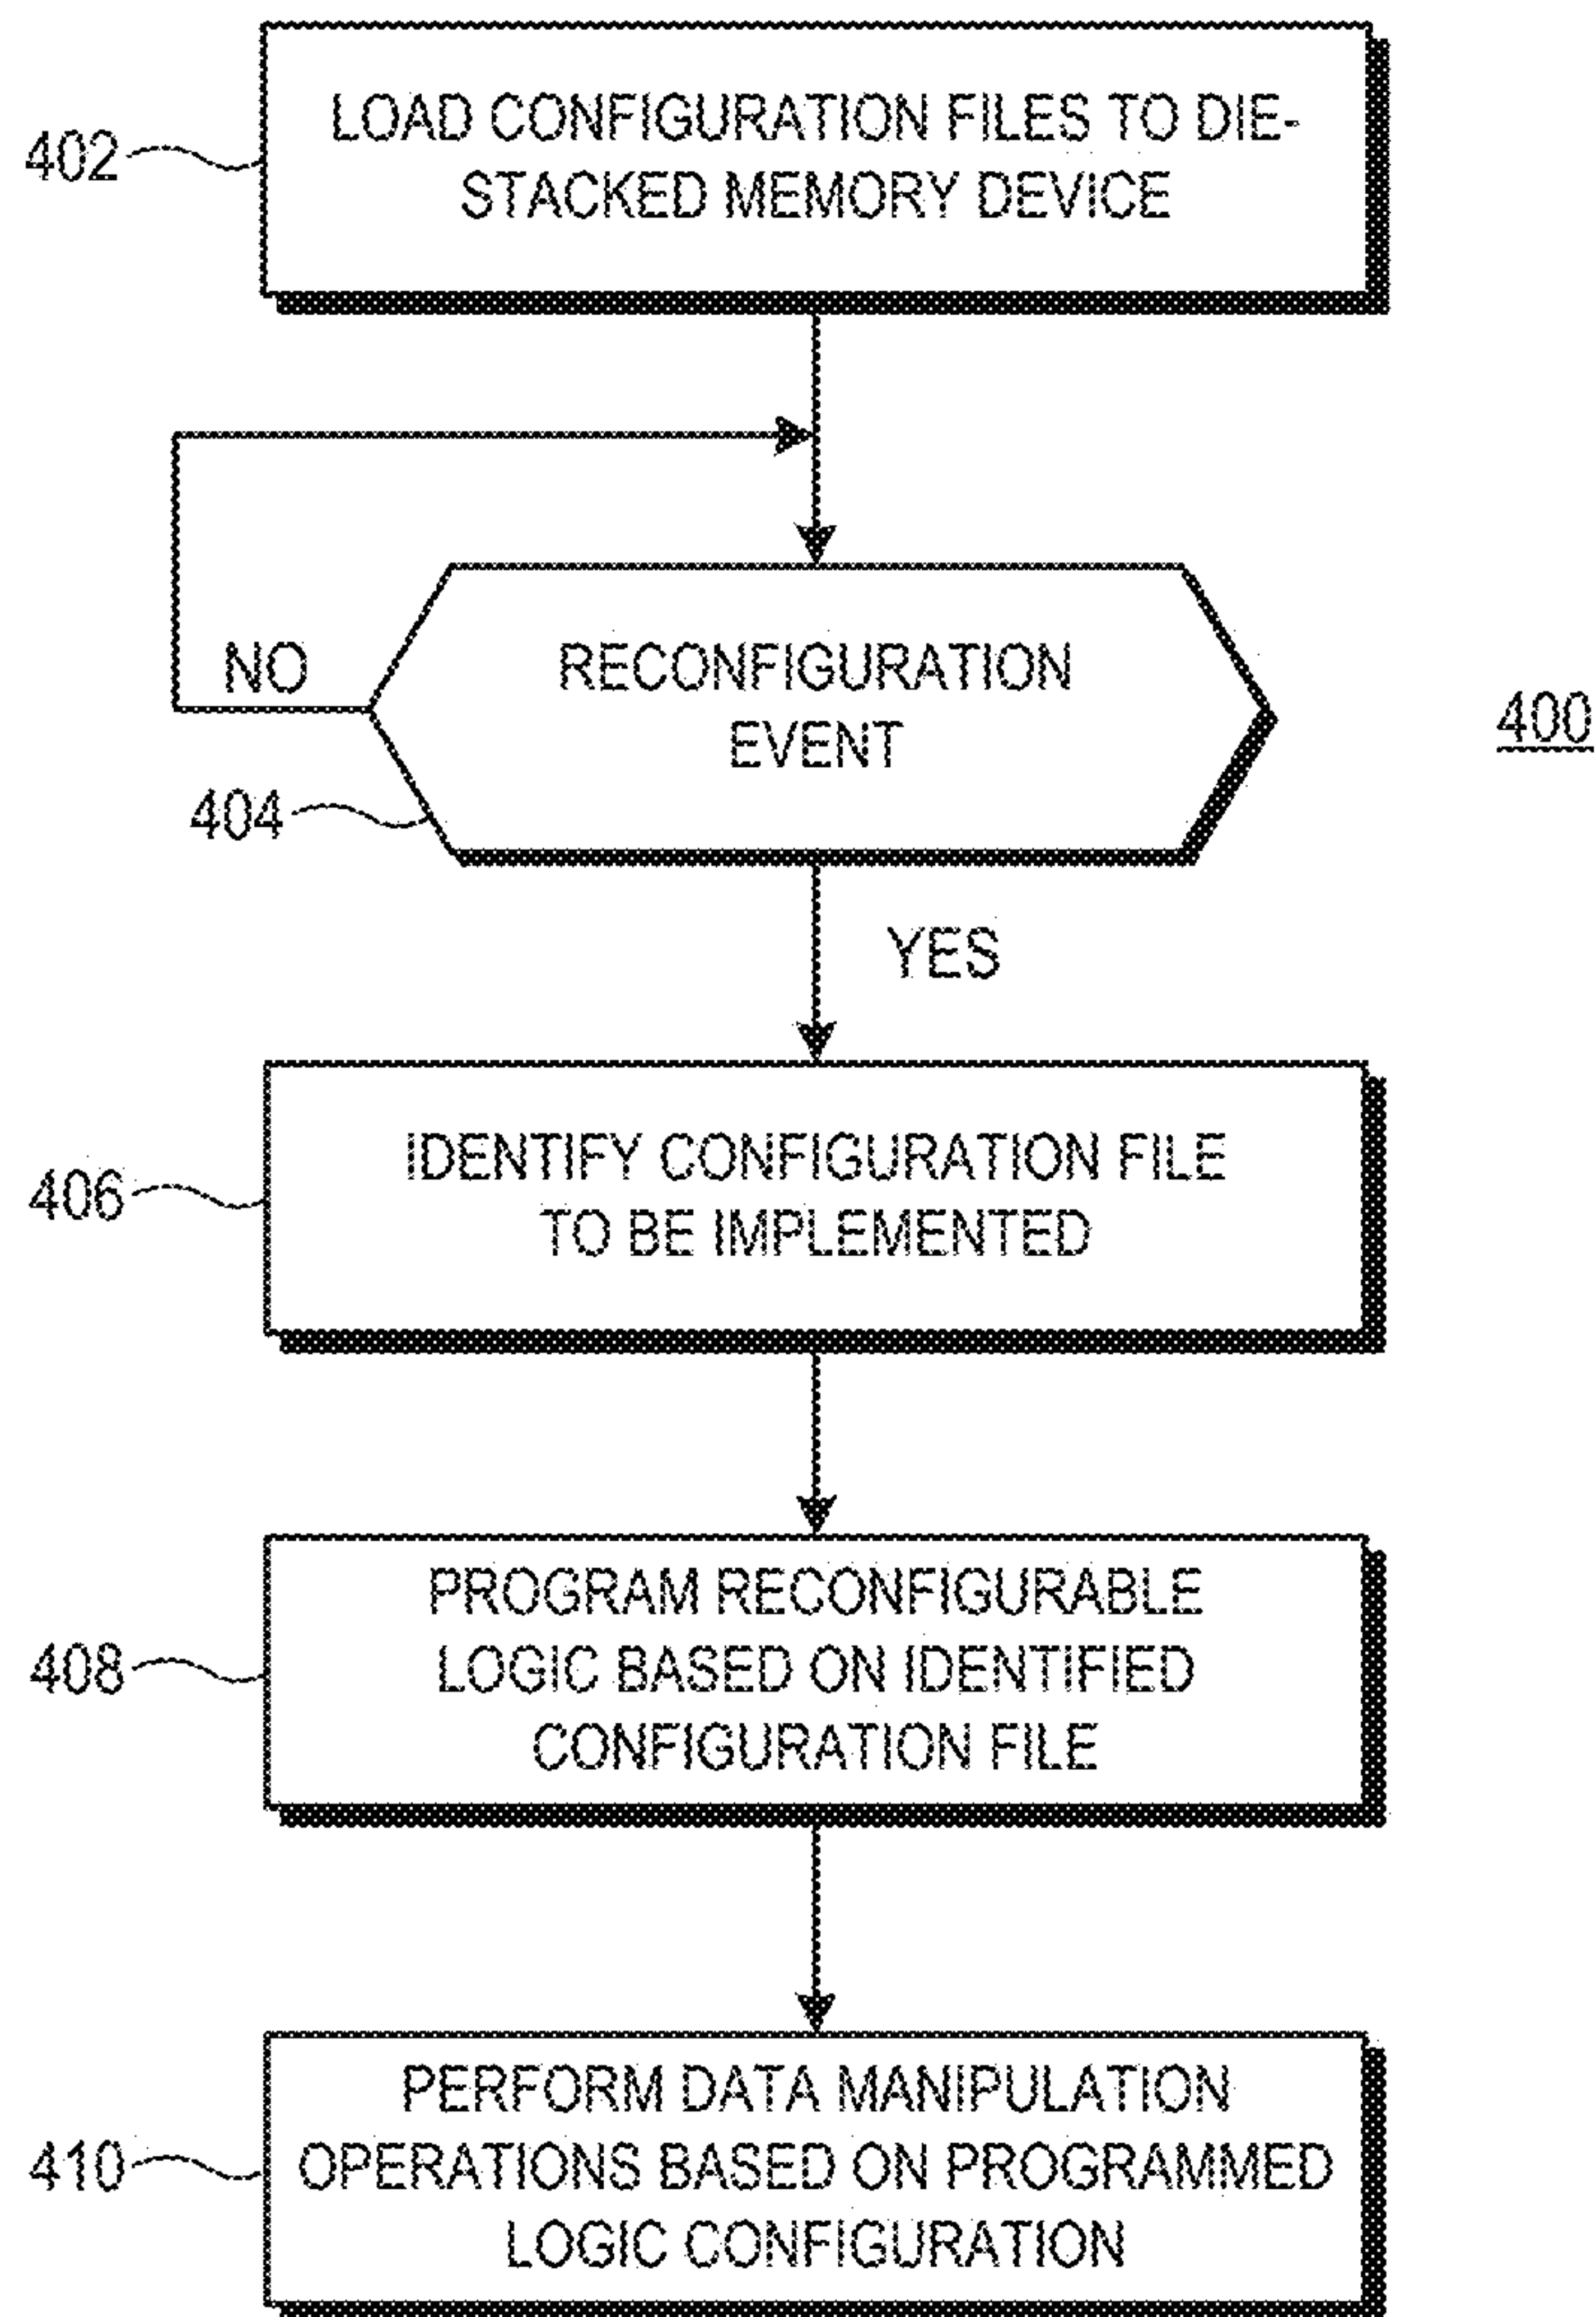 LOAD CONFIGURATION FILES TO DIE-
STACKED MEMORY DEVICE
402
NO
RECONFIGURATION
EVENT
400
404
YES
IDENTIFY CONFIGURATION FILE
TO BE IMPLEMENTED
406
PROGRAM RECONFIGURABLE
LOGIC BASED ON IDENTIFIED
CONFIGURATION FILE
408
PERFORM DATA MANIPULATION
OPERATIONS BASED ON PROGRAMMED
LOGIC CONFIGURATION
410